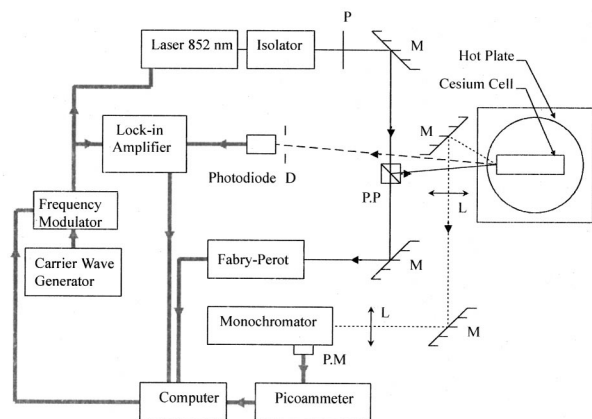 P
Laser 852 nm
Isolator
M
Hot Plate
Cesium Cell
Lock-in
Amplifier
M
Photodiode
D
P.P
L
Frequency
Modulator
Carrier Wave
Generator
Fabry-Perot
M
Monochromator
L
M
P.M
Computer
Picoammeter